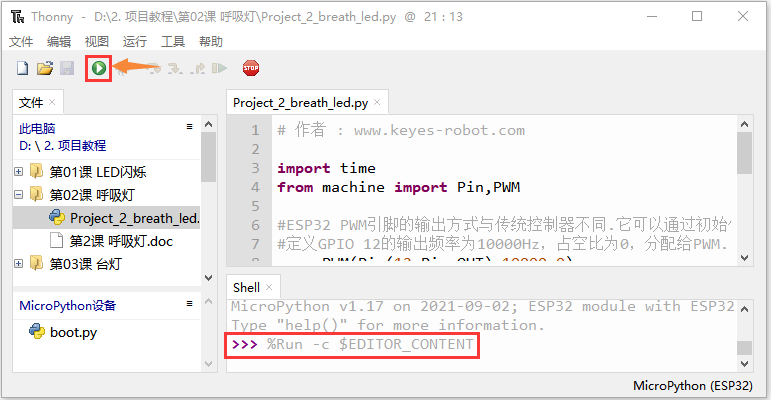 Thonny - D:\2. 项目教程\第02课 呼吸灯\Project_2_breath_led.py @ 21 : 13
文件 编辑 视图 运行 工具 帮助
STOP
文件
此电脑
D: \ 2. 项目教程
第01课 LED闪烁
第02课 呼吸灯
Project_2_breath_led.
第2课 呼吸灯.doc
第03课 台灯
MicroPython设备
boot.py
Project_2_breath_led.py
1 # 作者 : www.keyes-robot.com
2
3 import time
4 from machine import Pin,PWM
5
6 #ESP32 PWM引脚的输出方式与传统控制器不同.它可以通过初始
7 #定义GPIO 12的输出频率为10000Hz，占空比为0，分配给PWM.
8 PWM(Pin(12,Pin.OUT),10000,0)
Shell
MicroPython v1.17 on 2021-09-02; ESP32 module with ESP32
Type "help()" for more information.
>>> %Run -c $EDITOR_CONTENT
MicroPython (ESP32)